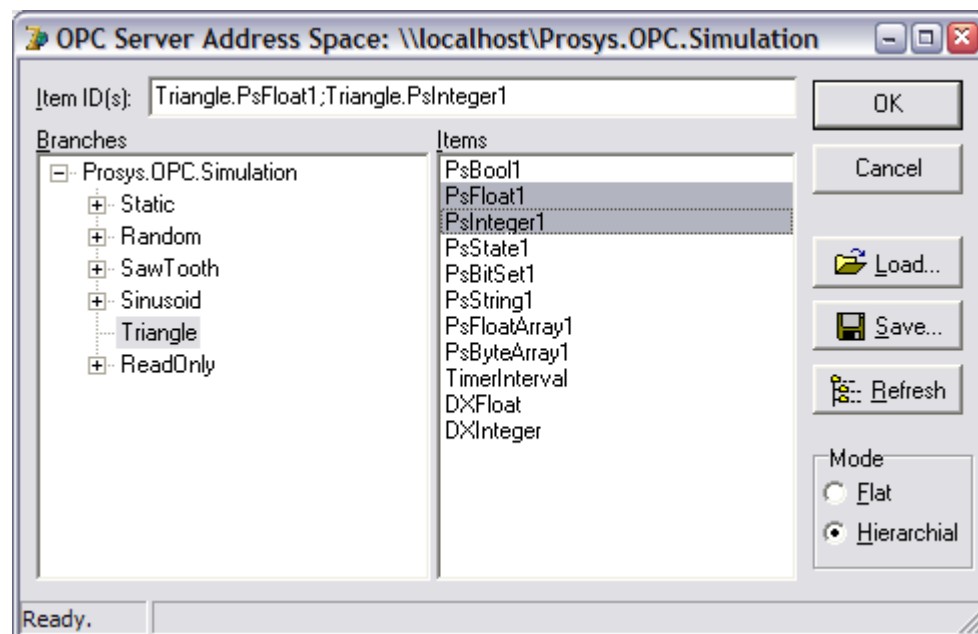 OPC Server Address Space: \\localhost\Prosys.OPC.Simulation
Item ID(s): Triangle.PsFloat1;Triangle.PsInteger1
OK
Cancel
Branches
Prosys.OPC.Simulation
Static
Random
SawTooth
Sinusoid
Triangle
ReadOnly
Items
PsBool1
PsFloat1
PsInteger1
PsState1
PsBitSet1
PsString1
PsFloatArray1
PsByteArray1
TimerInterval
DXFloat
DXInteger
Load...
Save...
Refresh
Mode
Flat
Hierarchial
Ready.